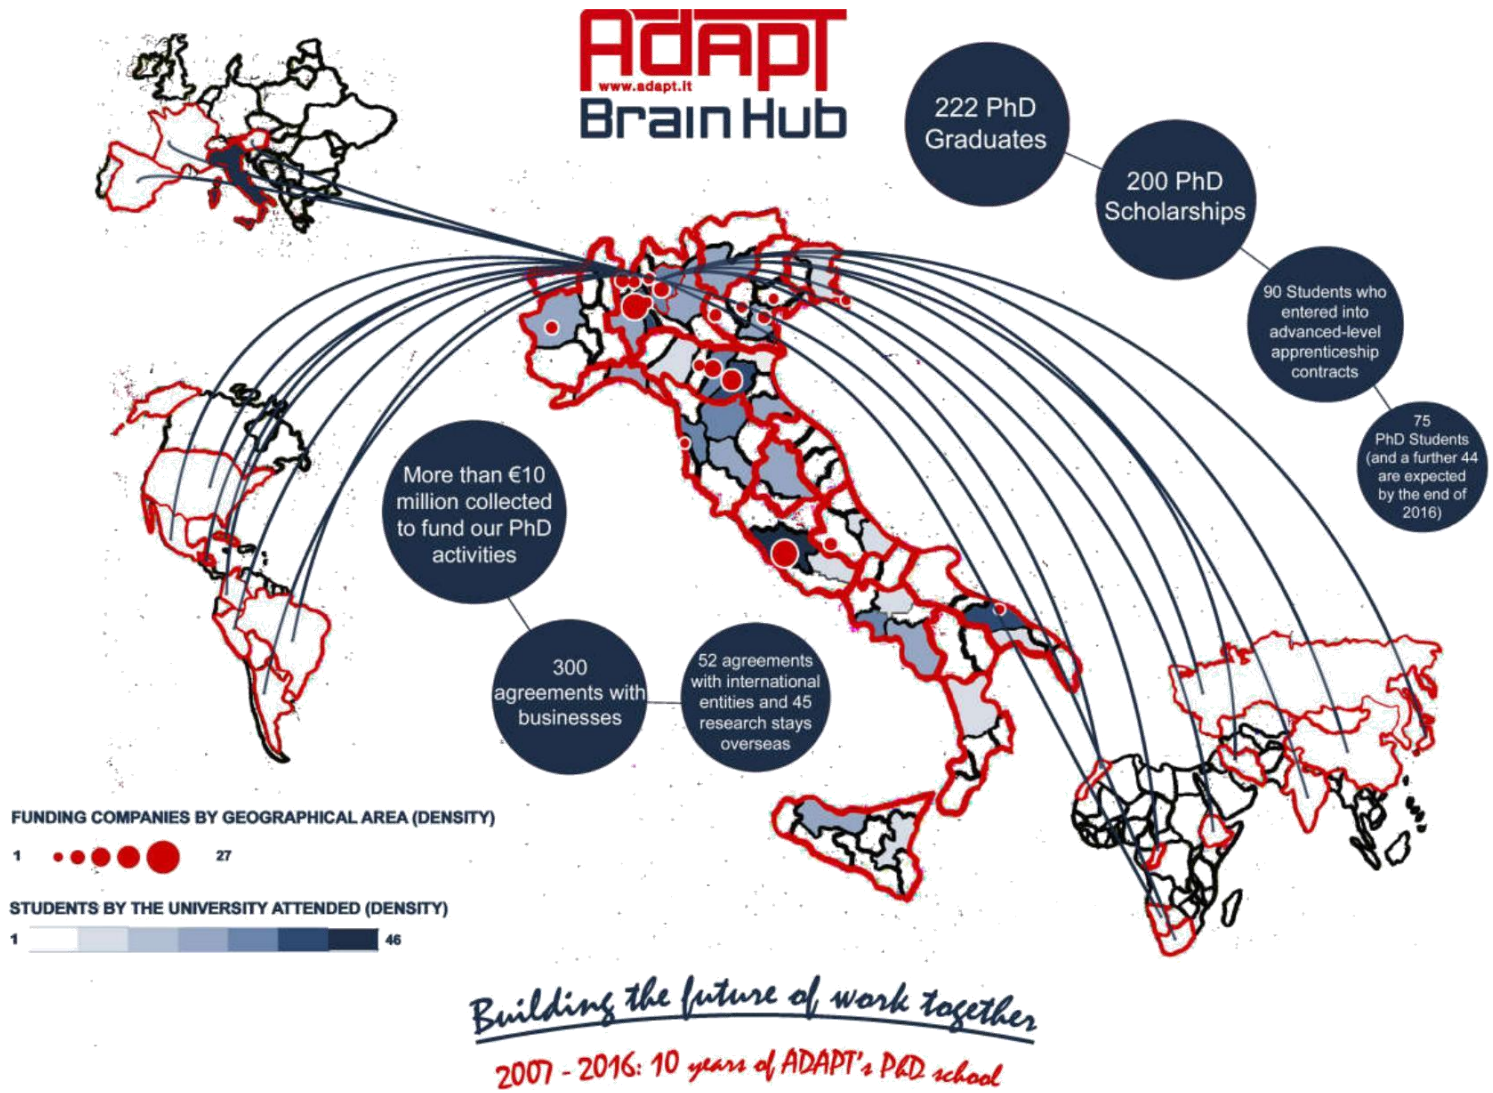 ADAPT
www.adapt.it
Brain Hub
222 PhD
Graduates
200 PhD
Scholarships
90 Students who
entered into
advanced-level
apprenticeship
contracts
75
PhD Students
(and a further 44
are expected
by the end of
2016)
More than €10
million collected
to fund our PhD
activities
300
agreements with
businesses
52 agreements
with international
entities and 45
research stays
overseas
FUNDING COMPANIES BY GEOGRAPHICAL AREA (DENSITY)
1 27
STUDENTS BY THE UNIVERSITY ATTENDED (DENSITY)
1 46
Building the future of work together
2007 - 2016: 10 years of ADAPT's PhD school